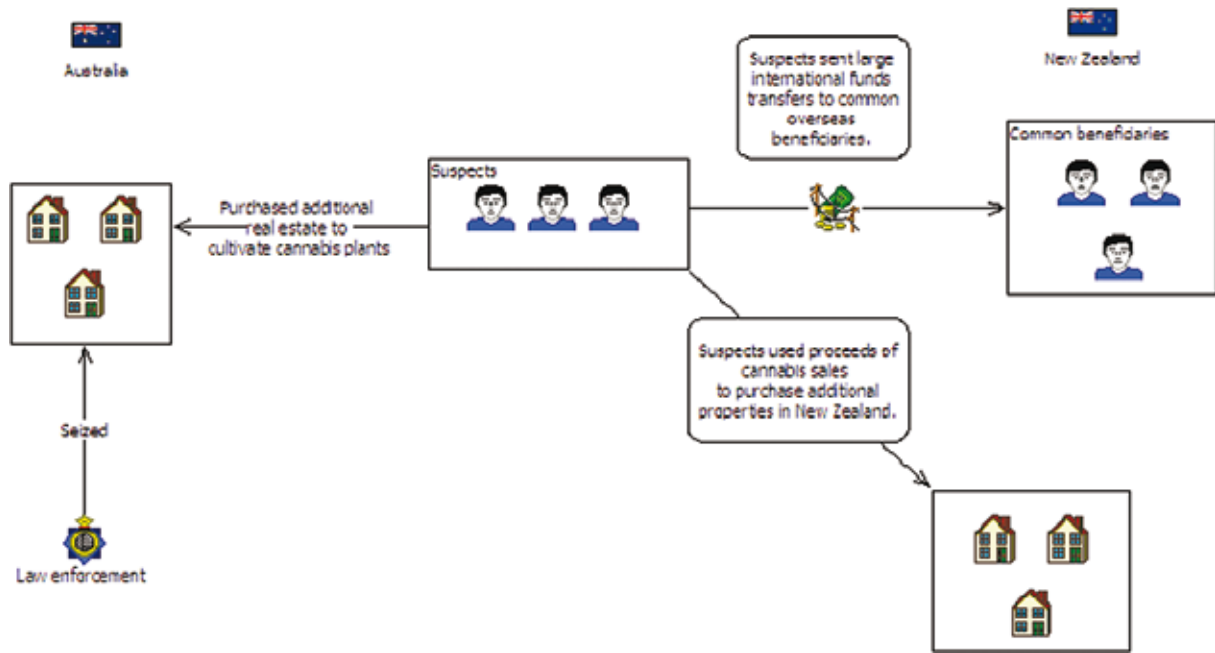 Australia
New Zealand
Suspects sent large
international funds
transfers to common
overseas
beneficiaries.
Common beneficiaries
Suspects
Purchased additional
real estate to
cultivate cannabis plants
Suspects used proceeds of
cannabis sales
to purchase additional
properties in New Zealand.
Seized
Law enforcement